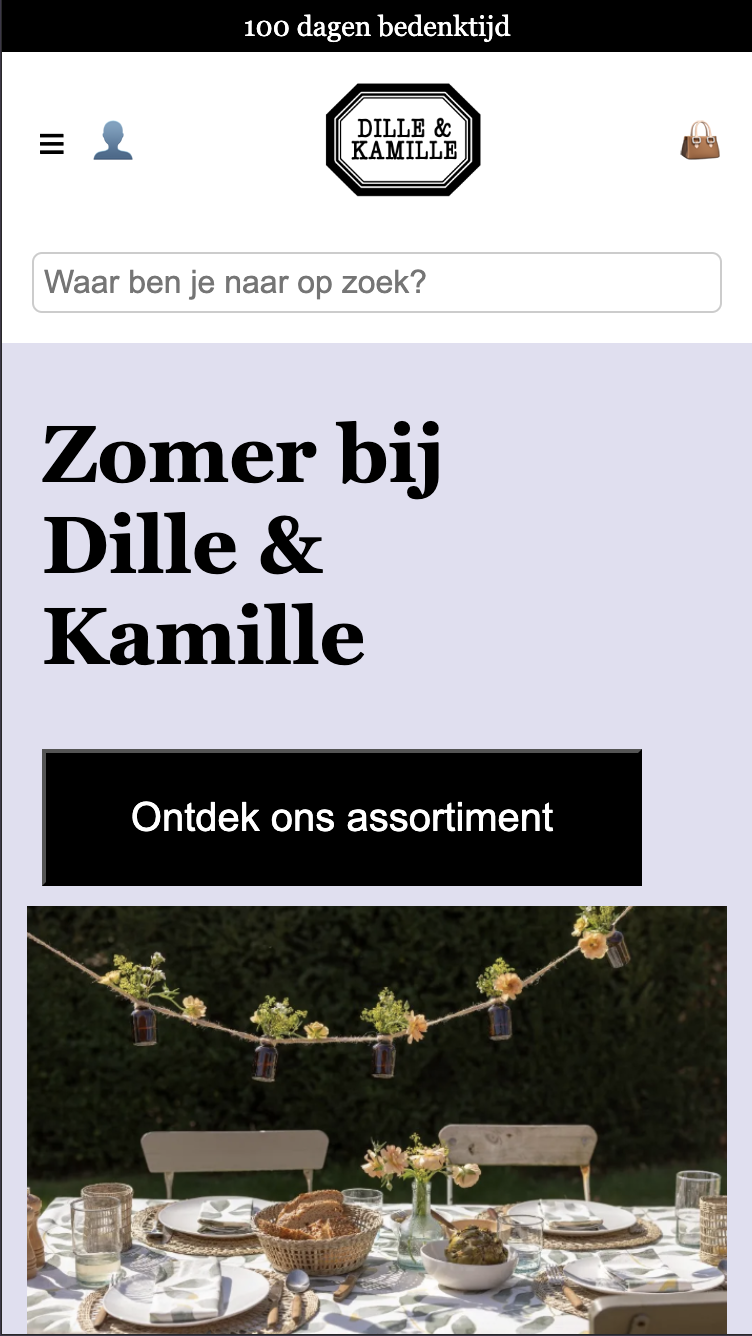 100 dagen bedenktijd
DILLE &
KAMILLE
Waar ben je naar op zoek?
Zomer bij
Dille &
Kamille
Ontdek ons assortiment